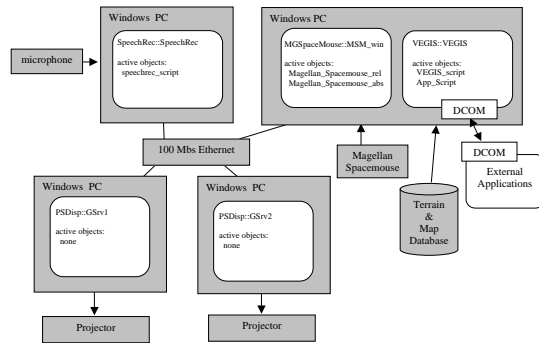 Windows PC
SpeechRec::SpeechRec
active objects:
speechrec_script
microphone
Windows PC
MGSpaceMouse::MSM_win
active objects:
Magellan_Spacemouse_rel
Magellan_Spacemouse_abs
VEGIS::VEGIS
active objects:
VEGIS_script
App_Script
DCOM
100 Mbs Ethernet
Magellan
Spacemouse
DCOM
External
Applications
Terrain
&
Map
Database
Windows PC
PSDisp::GSrv1
active objects:
none
Windows PC
PSDisp::GSrv2
active objects:
none
Projector
Projector